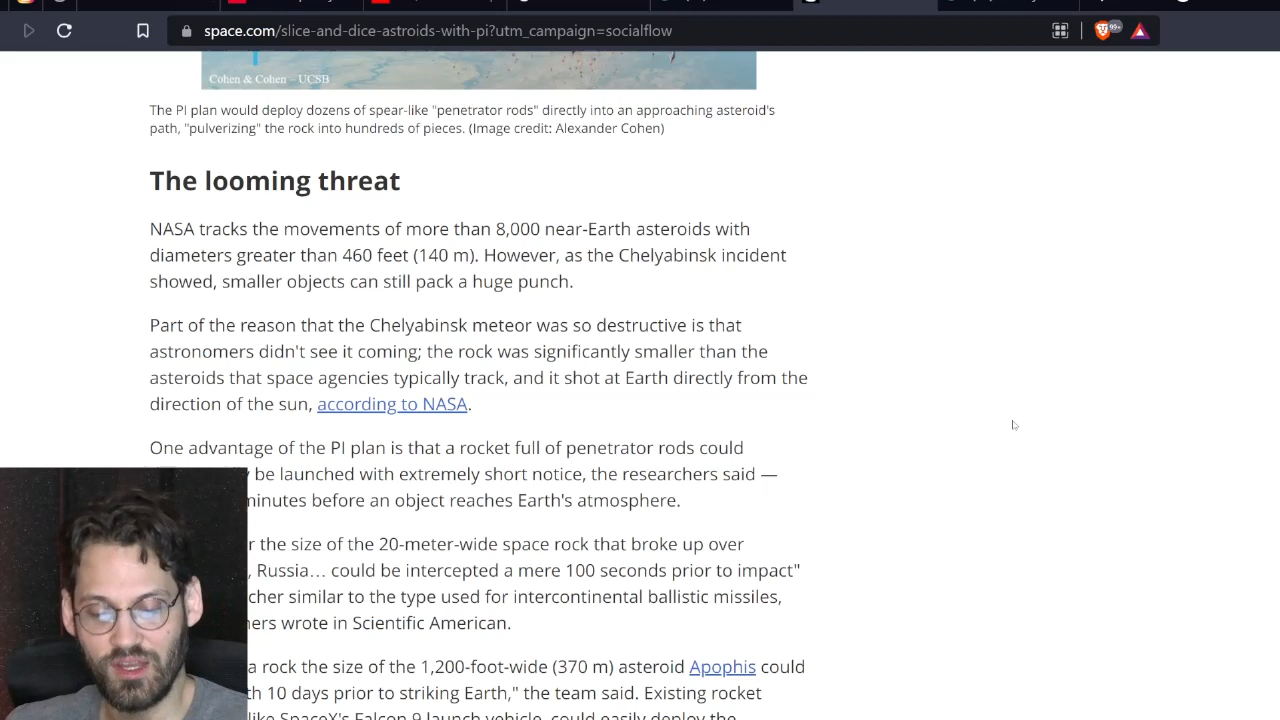 space.com/slice-and-dice-astroids-with-pi?utm_campaign=socialflow
99+
Cohen & Cohen – UCSB
The PI plan would deploy dozens of spear-like "penetrator rods" directly into an approaching asteroid's
path, "pulverizing" the rock into hundreds of pieces. (Image credit: Alexander Cohen)
The looming threat
NASA tracks the movements of more than 8,000 near-Earth asteroids with
diameters greater than 460 feet (140 m). However, as the Chelyabinsk incident
showed, smaller objects can still pack a huge punch.
Part of the reason that the Chelyabinsk meteor was so destructive is that
astronomers didn't see it coming; the rock was significantly smaller than the
asteroids that space agencies typically track, and it shot at Earth directly from the
direction of the sun, according to NASA.
One advantage of the PI plan is that a rocket full of penetrator rods could
be launched with extremely short notice, the researchers said —
minutes before an object reaches Earth's atmosphere.
the size of the 20-meter-wide space rock that broke up over
, Russia… could be intercepted a mere 100 seconds prior to impact"
similar to the type used for intercontinental ballistic missiles,
wrote in Scientific American.
a rock the size of the 1,200-foot-wide (370 m) asteroid Apophis could
10 days prior to striking Earth," the team said. Existing rocket
like SpaceX's Falcon 9 launch vehicle, could easily deploy the